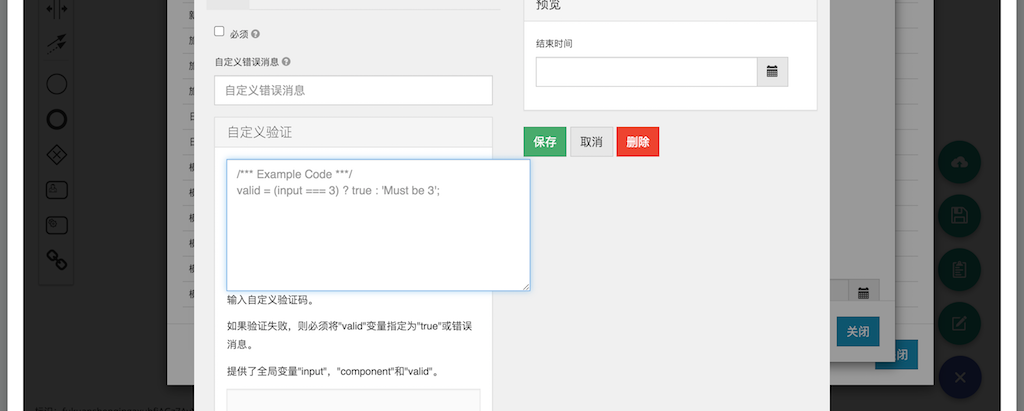 预览
必须
自定义错误消息
自定义错误消息
结束时间
保存 取消 删除
自定义验证
/*** Example Code ***/
valid = (input === 3) ? true : 'Must be 3';
输入自定义验证码。
如果验证失败，则必须将"valid"变量指定为"true"或错误
消息。
提供了全局变量"input"，"component"和"valid"。
关闭
闭